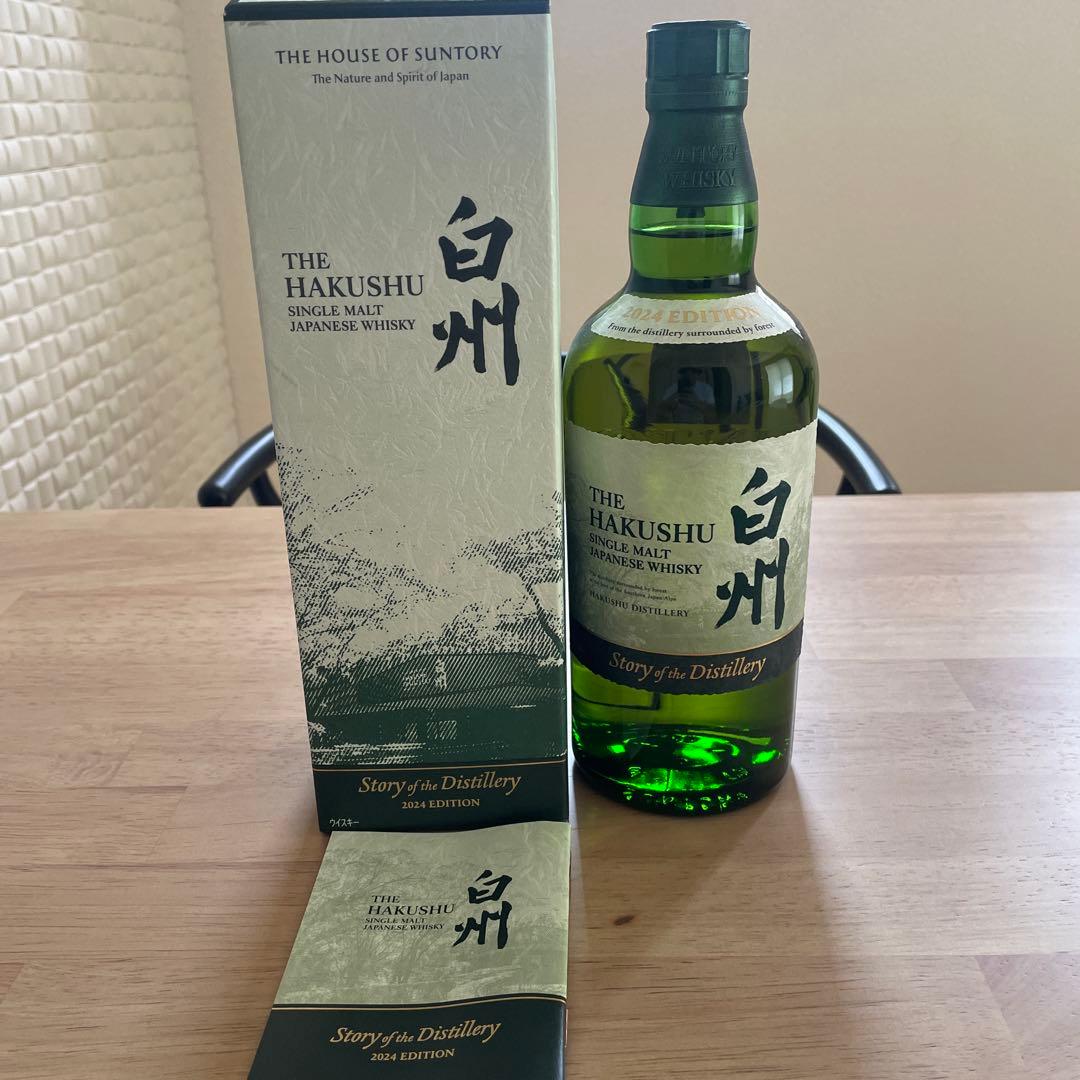 THE HOUSE OF SUNTORY
The Nature and Spirit of Japan
THE
HAKUSHU
SINGLE MALT
JAPANESE WHISKY
白州
Story of the Distillery
2024 EDITION
ウイスキー
SUNTORY
WHISKY
2024 EDITION
From the distillery surrounded by forest
THE
HAKUSHU
SINGLE MALT
JAPANESE WHISKY
白州
HAKUSHU DISTILLERY
Story of the Distillery
THE
HAKUSHU
SINGLE MALT
JAPANESE WHISKY
白州
Story of the Distillery
2024 EDITION